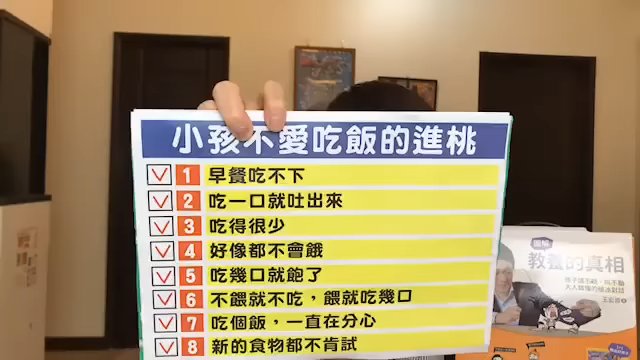 小孩不愛吃飯的進桃
1 早餐吃不下
2 吃一口就吐出來
3 吃得很少
4 好像都不會餓
5 吃幾口就飽了
6 不餵就不吃，餵就吃幾口
7 吃個飯，一直在分心
8 新的食物都不肯試
圖解
教養的真相